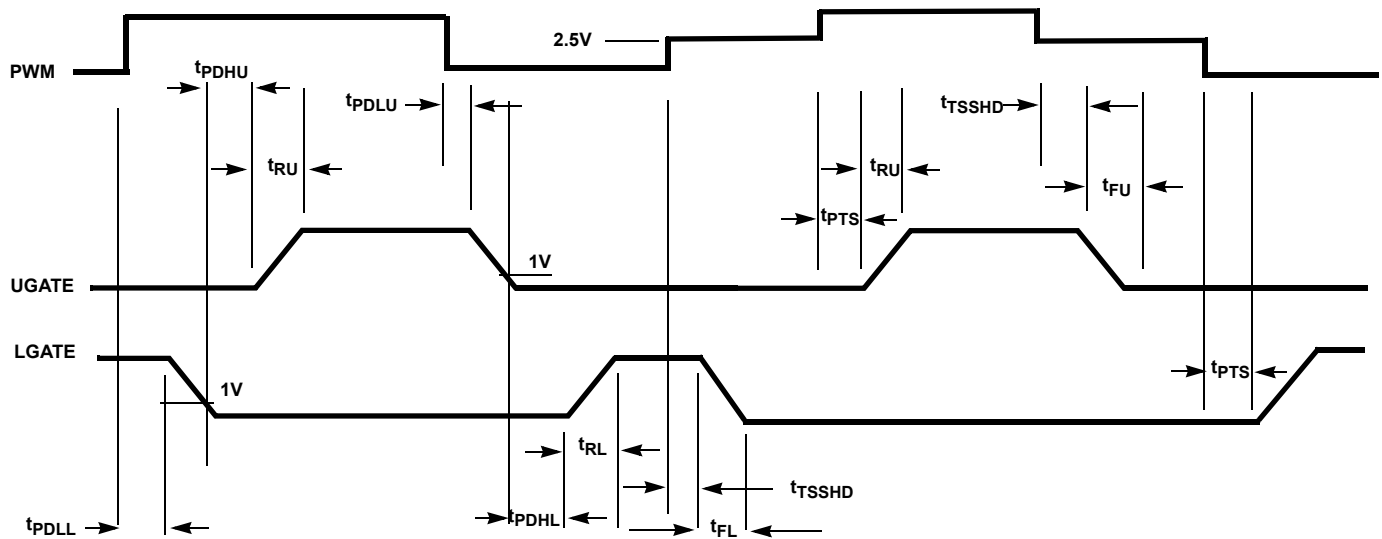 2.5V
PWM
tPDHU
tPDLU
tTSSHD
tRU
tRU
tFU
tPTS
1V
UGATE
LGATE
tPTS
1V
tRL
tTSSHD
tPDLL
tPDHL
tFL